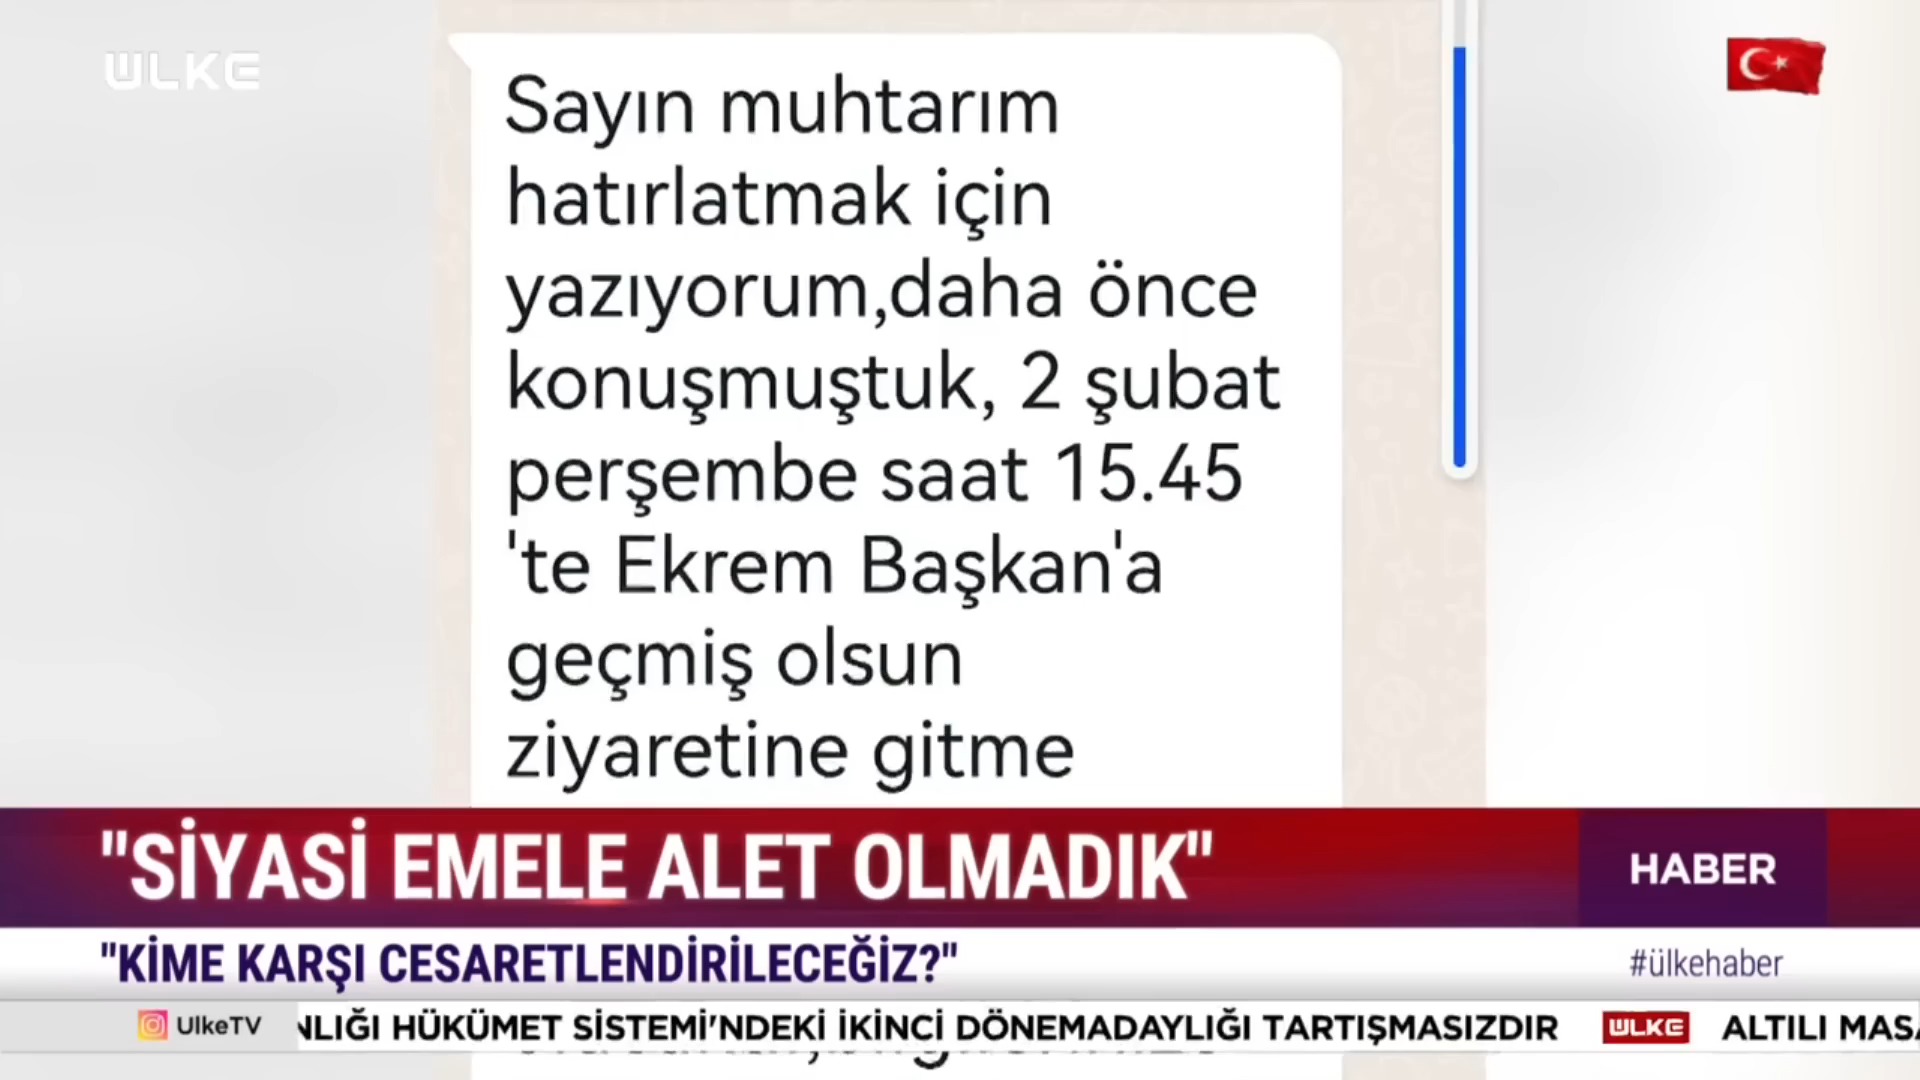 ÜLKE
Sayın muhtarım
hatırlatmak için
yazıyorum,daha önce
konuşmuştuk, 2 şubat
perşembe saat 15.45
'te Ekrem Başkan'a
geçmiş olsun
ziyaretine gitme
"SİYASİ EMELE ALET OLMADIK"
HABER
"KİME KARŞI CESARETLENDİRİLECEĞİZ?"
#ülkehaber
UlkeTV
NLIĞI HÜKÜMET SİSTEMİ'NDEKİ İKİNCİ DÖNEMADAYLIĞI TARTIŞMASIZDIR
ÜLKE
ALTILI MASA